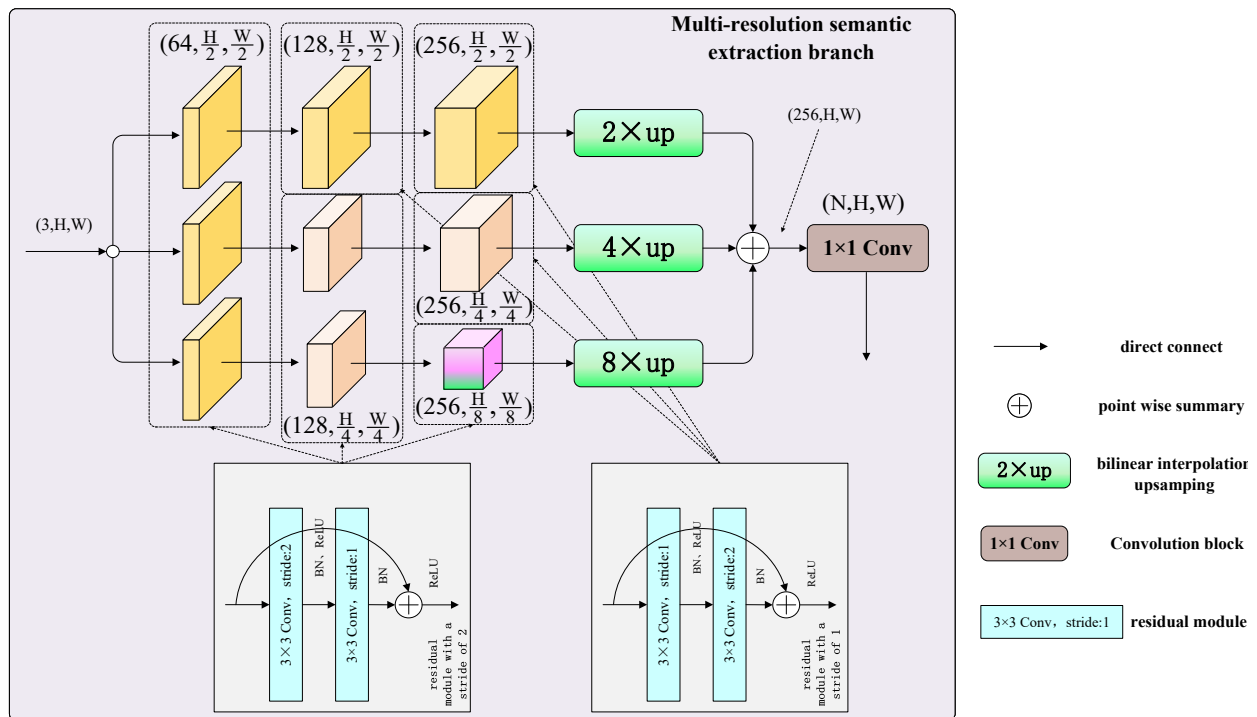 Multi-resolution semantic
extraction branch
(64, H/2, W/2)
(128, H/2, W/2)
(256, H/2, W/2)
2×up
(256,H,W)
(3,H,W)
4×up
(N,H,W)
1×1 Conv
(256, H/4, W/4)
8×up
(128, H/4, W/4)
(256, H/8, W/8)
3×3 Conv, stride:2
BN、ReLU
3×3 Conv, stride:1
BN
ReLU
residual
module with a
stride of 2
3×3 Conv, stride:1
BN、ReLU
3×3 Conv, stride:2
BN
ReLU
residual
module with a
stride of 1
direct connect
point wise summary
2×up
bilinear interpolation
upsamping
1×1 Conv
Convolution block
3×3 Conv, stride:1
residual module